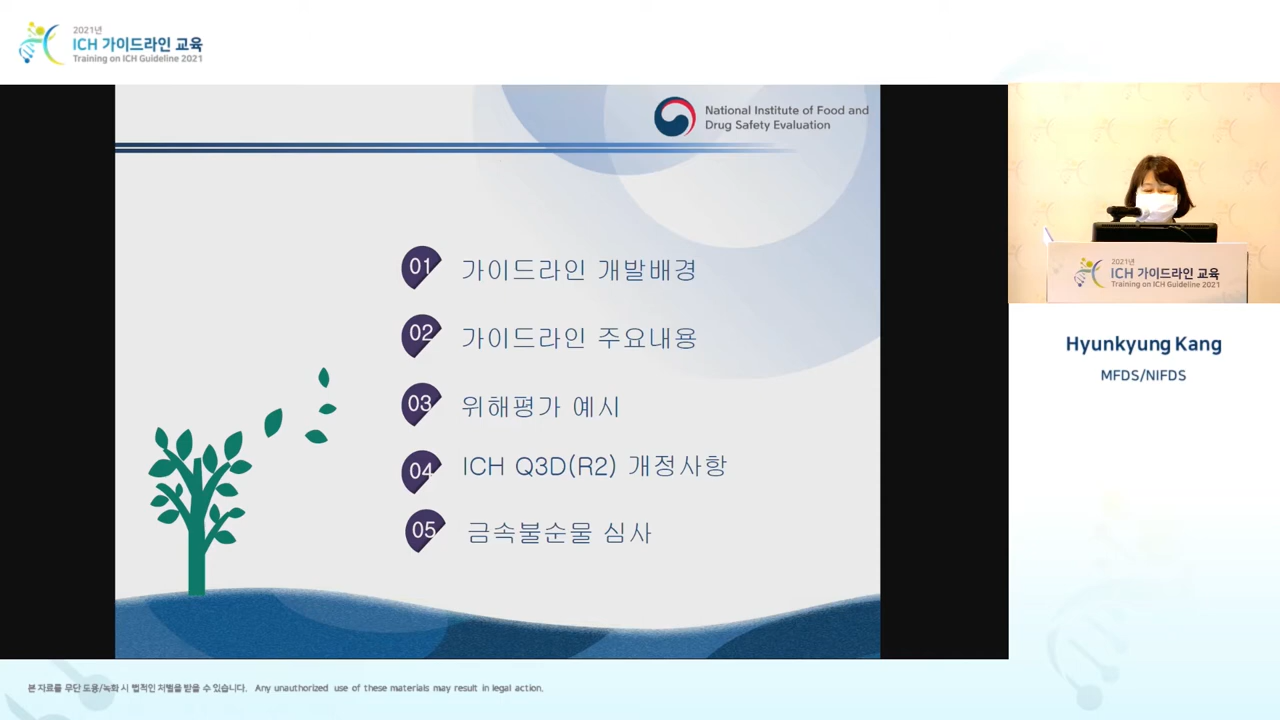 2021년
ICH 가이드라인 교육
Training on ICH Guideline 2021
National Institute of Food and
Drug Safety Evaluation
01 가이드라인 개발배경
02 가이드라인 주요내용
03 위해평가 예시
04 ICH Q3D(R2) 개정사항
05 금속불순물 심사
2021년
ICH 가이드라인 교육
Training on ICH Guideline 2021
Hyunkyung Kang
MFDS/NIFDS
본 자료를 무단 도용/녹화 시 법적인 처벌을 받을 수 있습니다. Any unauthorized use of these materials may result in legal action.